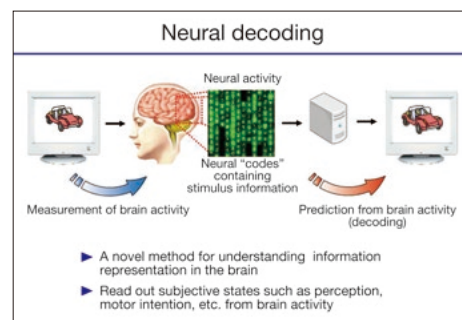 Neural decoding
Neural activity
Neural "codes"
containing
stimulus information
Measurement of brain activity
Prediction from brain activity
(decoding)
► A novel method for understanding information
representation in the brain
► Read out subjective states such as perception,
motor intention, etc. from brain activity